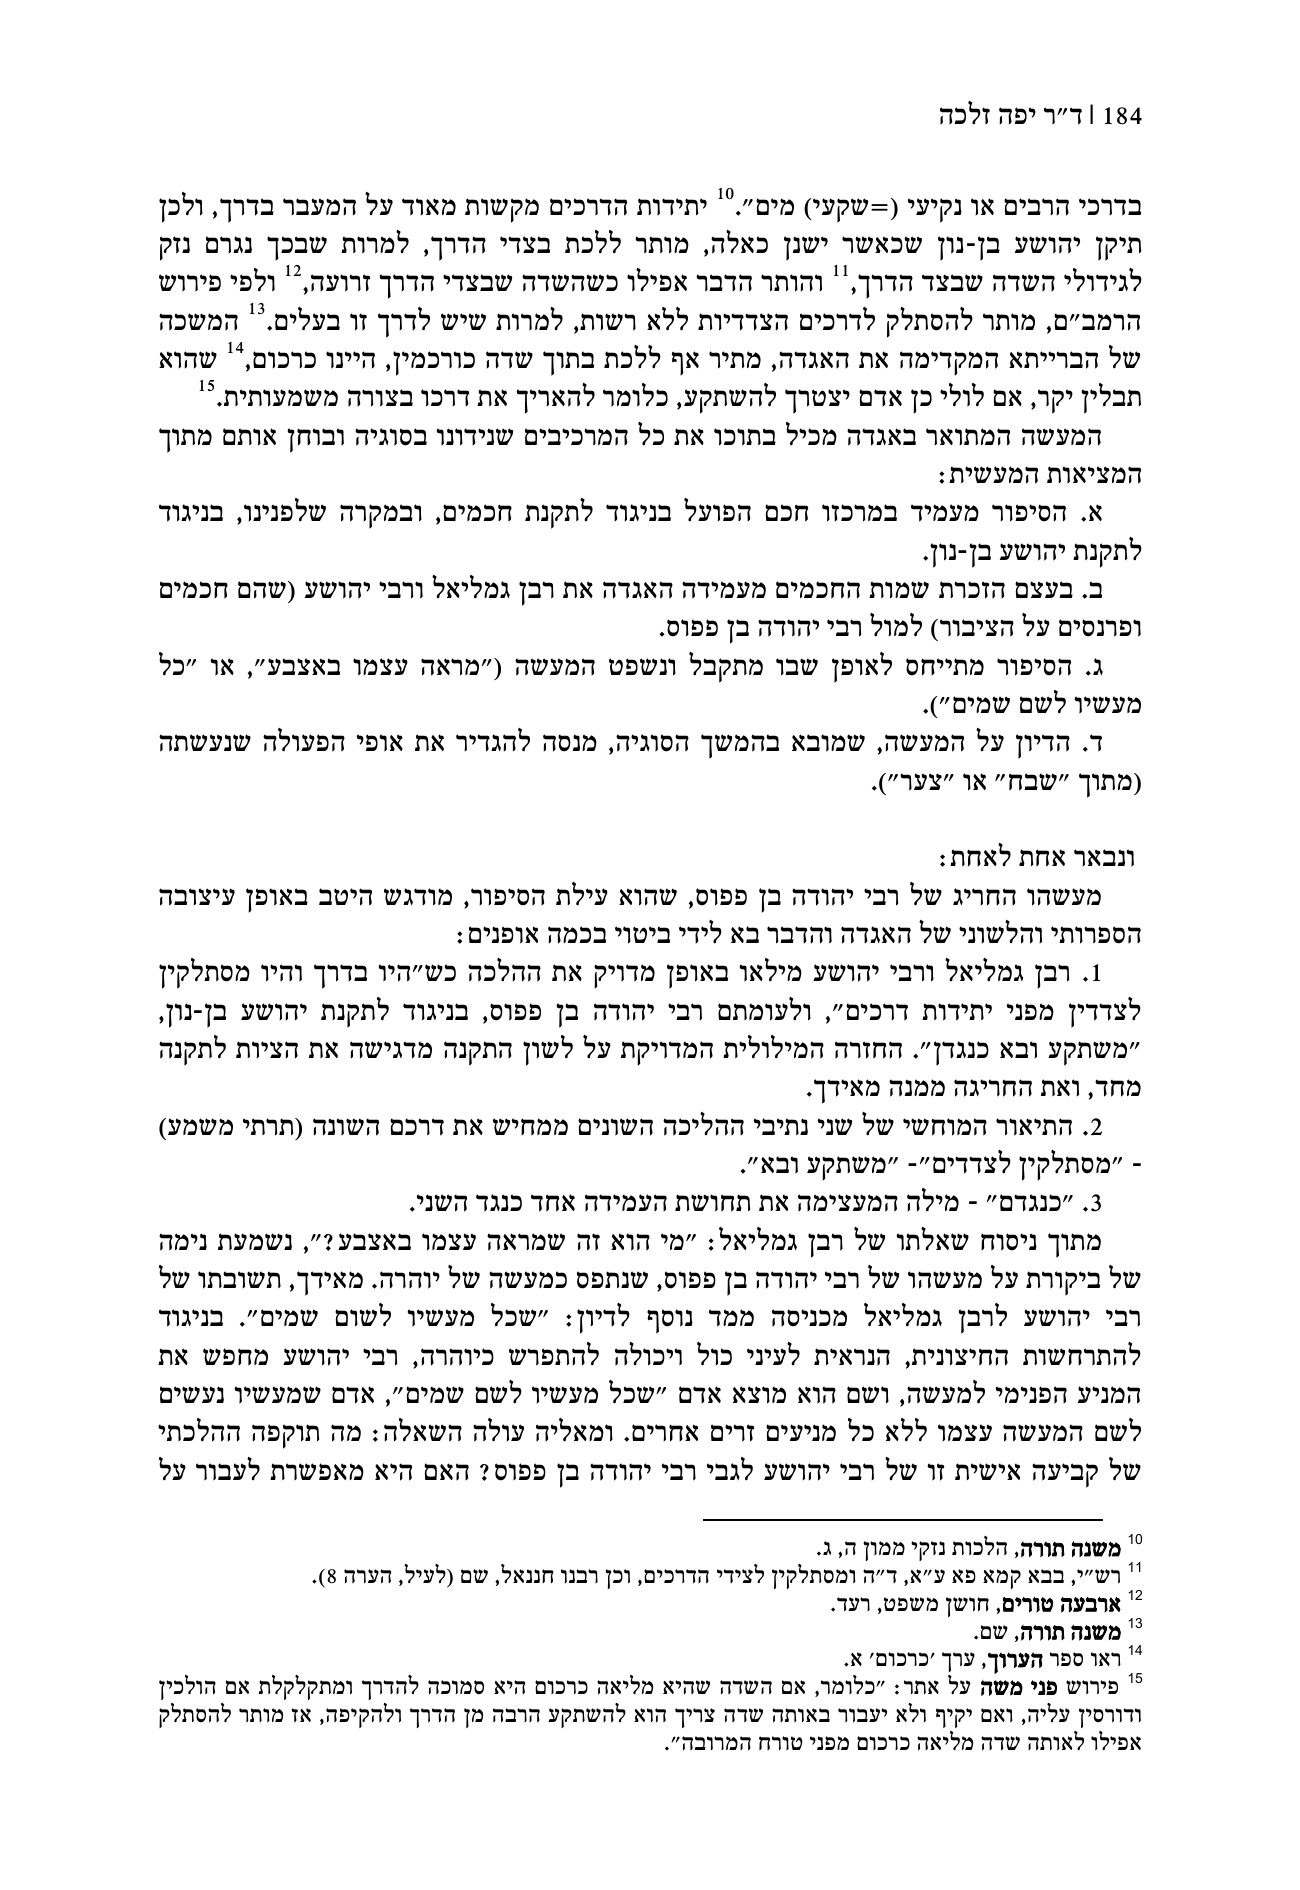 184 | ד״ר יפה זלכה
בדרכי הרבים או נקיעי (=שקעי) מים״.10 יתידות הדרכים מקשות מאוד על המעבר בדרך, ולכן
תיקן יהושע בן-נון שכאשר ישנן כאלה, מותר ללכת בצדי הדרך, למרות שבכך נגרם נזק
לגידולי השדה שבצד הדרך,11 והותר הדבר אפילו כשהשדה שבצדי הדרך זרועה,12 ולפי פירוש
הרמב״ם, מותר להסתלק לדרכים הצדדיות ללא רשות, למרות שיש לדרך זו בעלים.13 המשכה
של הברייתא המקדימה את האגדה, מתיר אף ללכת בתוך שדה כורכמין, היינו כרכום,14 שהוא
תבלין יקר, אם לולי כן אדם יצטרך להשתקע, כלומר להאריך את דרכו בצורה משמעותית.15
המעשה המתואר באגדה מכיל בתוכו את כל המרכיבים שנידונו בסוגיה ובוחן אותם מתוך
המציאות המעשית:
א. הסיפור מעמיד במרכזו חכם הפועל בניגוד לתקנת חכמים, ובמקרה שלפנינו, בניגוד
לתקנת יהושע בן-נון.
ב. בעצם הזכרת שמות החכמים מעמידה האגדה את רבן גמליאל ורבי יהושע (שהם חכמים
ופרנסים על הציבור) למול רבי יהודה בן פפוס.
ג. הסיפור מתייחס לאופן שבו מתקבל ונשפט המעשה (״מראה עצמו באצבע״, או ״כל
מעשיו לשם שמים״).
ד. הדיון על המעשה, שמובא בהמשך הסוגיה, מנסה להגדיר את אופי הפעולה שנעשתה
(מתוך ״שבח״ או ״צער״).
ונבאר אחת לאחת:
מעשהו החריג של רבי יהודה בן פפוס, שהוא עילת הסיפור, מודגש היטב באופן עיצובה
הספרותי והלשוני של האגדה והדבר בא לידי ביטוי בכמה אופנים:
1. רבן גמליאל ורבי יהושע מילאו באופן מדויק את ההלכה כש״היו בדרך והיו מסתלקין
לצדדין מפני יתידות דרכים״, ולעומתם רבי יהודה בן פפוס, בניגוד לתקנת יהושע בן-נון,
״משתקע ובא כנגדן״. החזרה המילולית המדויקת על לשון התקנה מדגישה את הציות לתקנה
מחד, ואת החריגה ממנה מאידך.
2. התיאור המוחשי של שני נתיבי ההליכה השונים ממחיש את דרכם השונה (תרתי משמע)
- ״מסתלקין לצדדים״- ״משתקע ובא״.
3. ״כנגדם״ - מילה המעצימה את תחושת העמידה אחד כנגד השני.
מתוך ניסוח שאלתו של רבן גמליאל: ״מי הוא זה שמראה עצמו באצבע?״, נשמעת נימה
של ביקורת על מעשהו של רבי יהודה בן פפוס, שנתפס כמעשה של יוהרה. מאידך, תשובתו של
רבי יהושע לרבן גמליאל מכניסה ממד נוסף לדיון: ״שכל מעשיו לשום שמים״. בניגוד
להתרחשות החיצונית, הנראית לעיני כול ויכולה להתפרש כיוהרה, רבי יהושע מחפש את
המניע הפנימי למעשה, ושם הוא מוצא אדם ״שכל מעשיו לשם שמים״, אדם שמעשיו נעשים
לשם המעשה עצמו ללא כל מניעים זרים אחרים. ומאליה עולה השאלה: מה תוקפה ההלכתי
של קביעה אישית זו של רבי יהושע לגבי רבי יהודה בן פפוס? האם היא מאפשרת לעבור על
10 משנה תורה, הלכות נזקי ממון ה, ג.
11 רש״י, בבא קמא פא ע״א, ד״ה ומסתלקין לצידי הדרכים, וכן רבנו חננאל, שם (לעיל, הערה 8).
12 ארבעה טורים, חושן משפט, רעד.
13 משנה תורה, שם.
14 ראו ספר הערוך, ערך ׳כרכום׳ א.
15 פירוש פני משה על אתר: ״כלומר, אם השדה שהיא מליאה כרכום היא סמוכה להדרך ומתקלקלת אם הולכין
ודורסין עליה, ואם יקיף ולא יעבור באותה שדה צריך הוא להשתקע הרבה מן הדרך ולהקיפה, אז מותר להסתלק
אפילו לאותה שדה מליאה כרכום מפני טורח המרובה״.